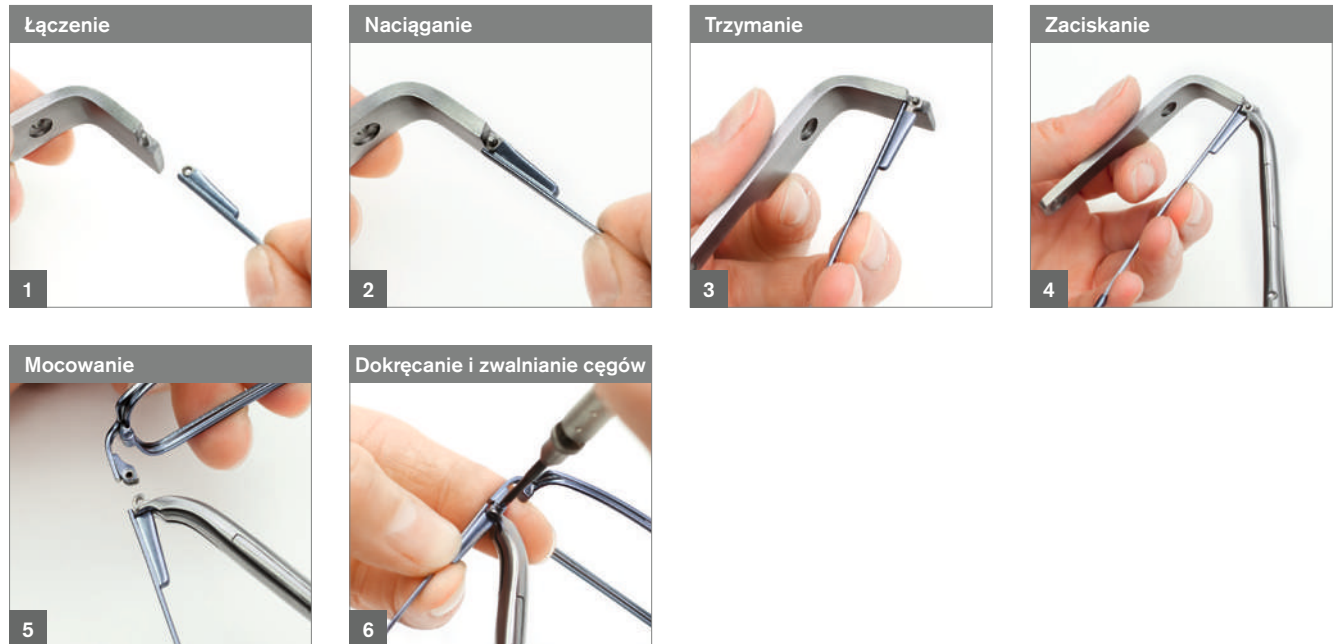 Łączenie
Naciąganie
Trzymanie
Zaciskanie
1
2
3
4
Mocowanie
Dokręcanie i zwalnianie cęgów
5
6